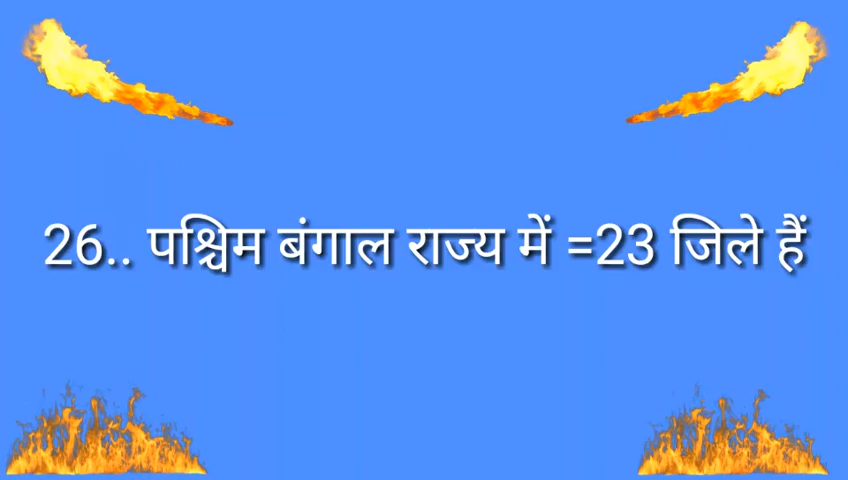 26.. पश्चिम बंगाल राज्य में =23 जिले हैं